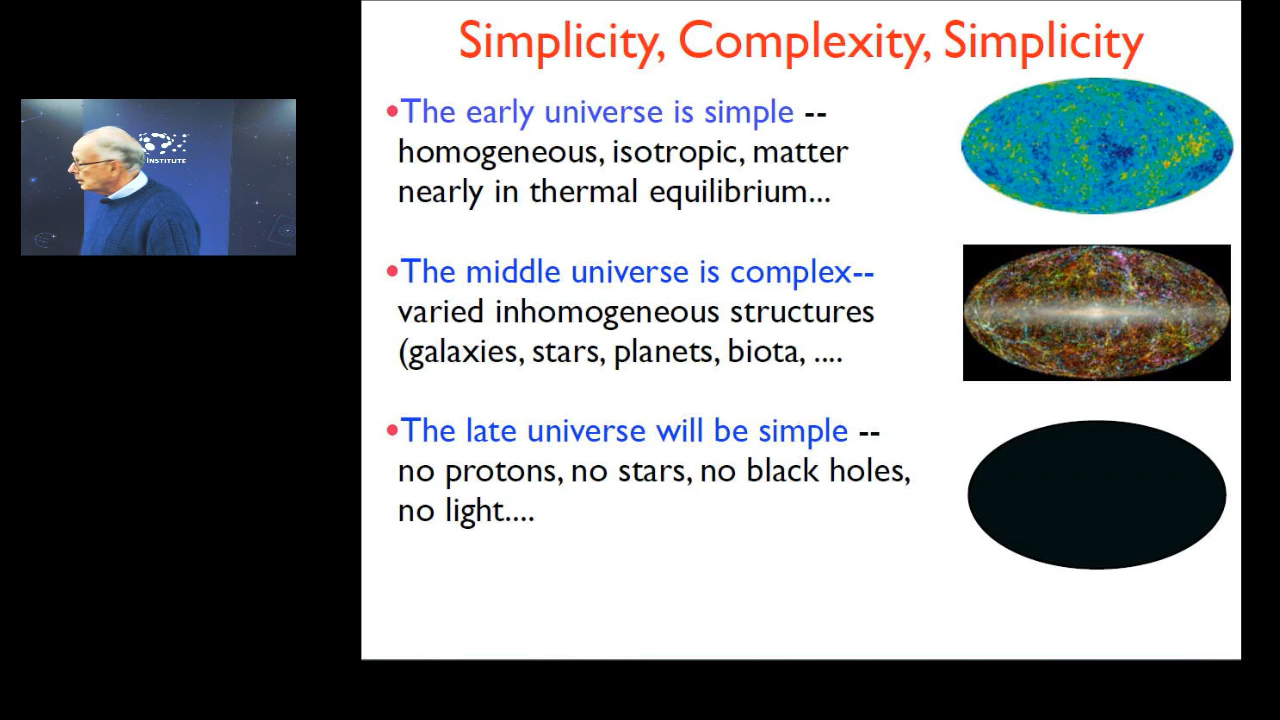 Simplicity, Complexity, Simplicity
•The early universe is simple --
homogeneous, isotropic, matter
nearly in thermal equilibrium...
•The middle universe is complex--
varied inhomogeneous structures
(galaxies, stars, planets, biota, ....
•The late universe will be simple --
no protons, no stars, no black holes,
no light....
INSTITUTE